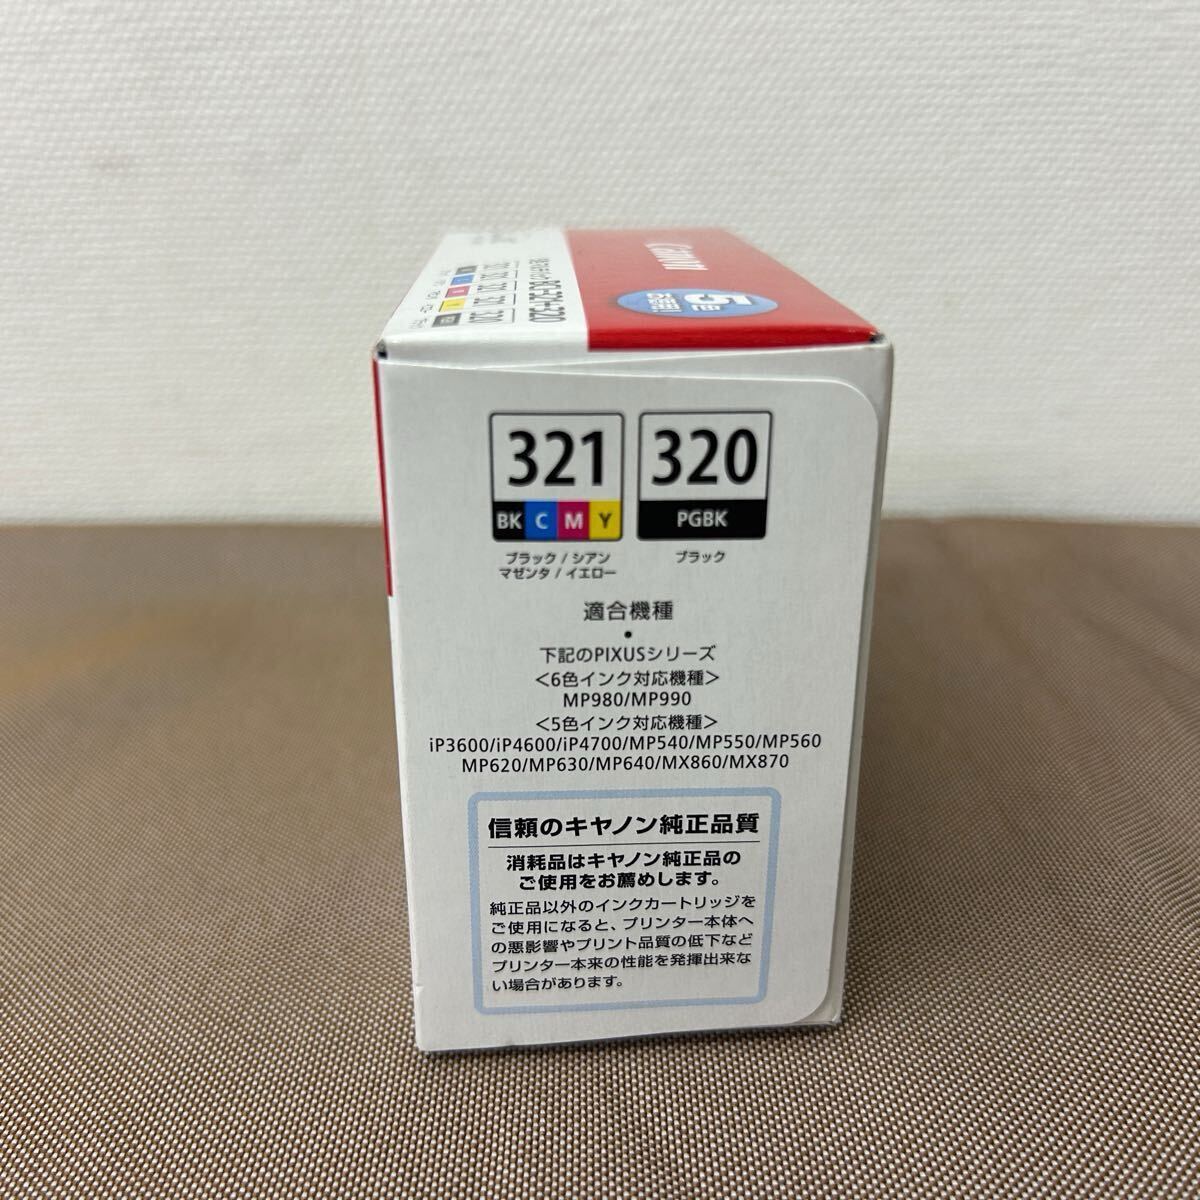 Canon
5色
BCI-321+320
321
BK C M Y
ブラック / シアン
マゼンタ / イエロー
320
PGBK
ブラック
適合機種
下記のPIXUSシリーズ
<6色インク対応機種>
MP980/MP990
<5色インク対応機種>
iP3600/iP4600/iP4700/MP540/MP550/MP560
MP620/MP630/MP640/MX860/MX870
信頼のキヤノン純正品質
消耗品はキヤノン純正品の
ご使用をお薦めします。
純正品以外のインクカートリッジを
ご使用になると、プリンター本体へ
の悪影響やプリント品質の低下など
プリンター本来の性能を発揮出来な
い場合があります。